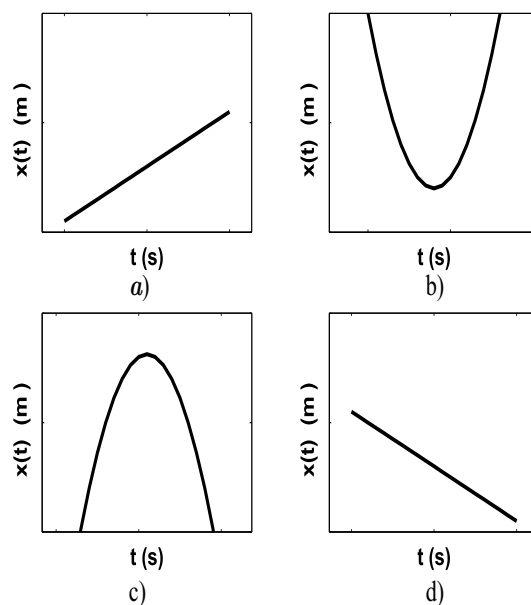 x(t) (m )
t (s)
a)
x(t) (m )
t (s)
b)
x(t) (m )
t (s)
c)
x(t) (m )
t (s)
d)